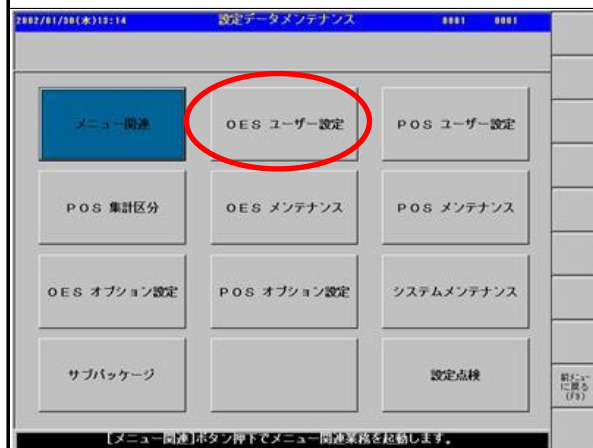 2002/01/30(水)13:14 設定データメンテナンス 0001 0001
メニュー関連 OES ユーザー設定 POS ユーザー設定
POS 集計区分 OES メンテナンス POS メンテナンス
OES オプション設定 POS オプション設定 システムメンテナンス
サブパッケージ 設定点検
前メニュー
に戻る
(F8)
[メニュー関連]ボタン押下でメニュー関連業務を起動します。